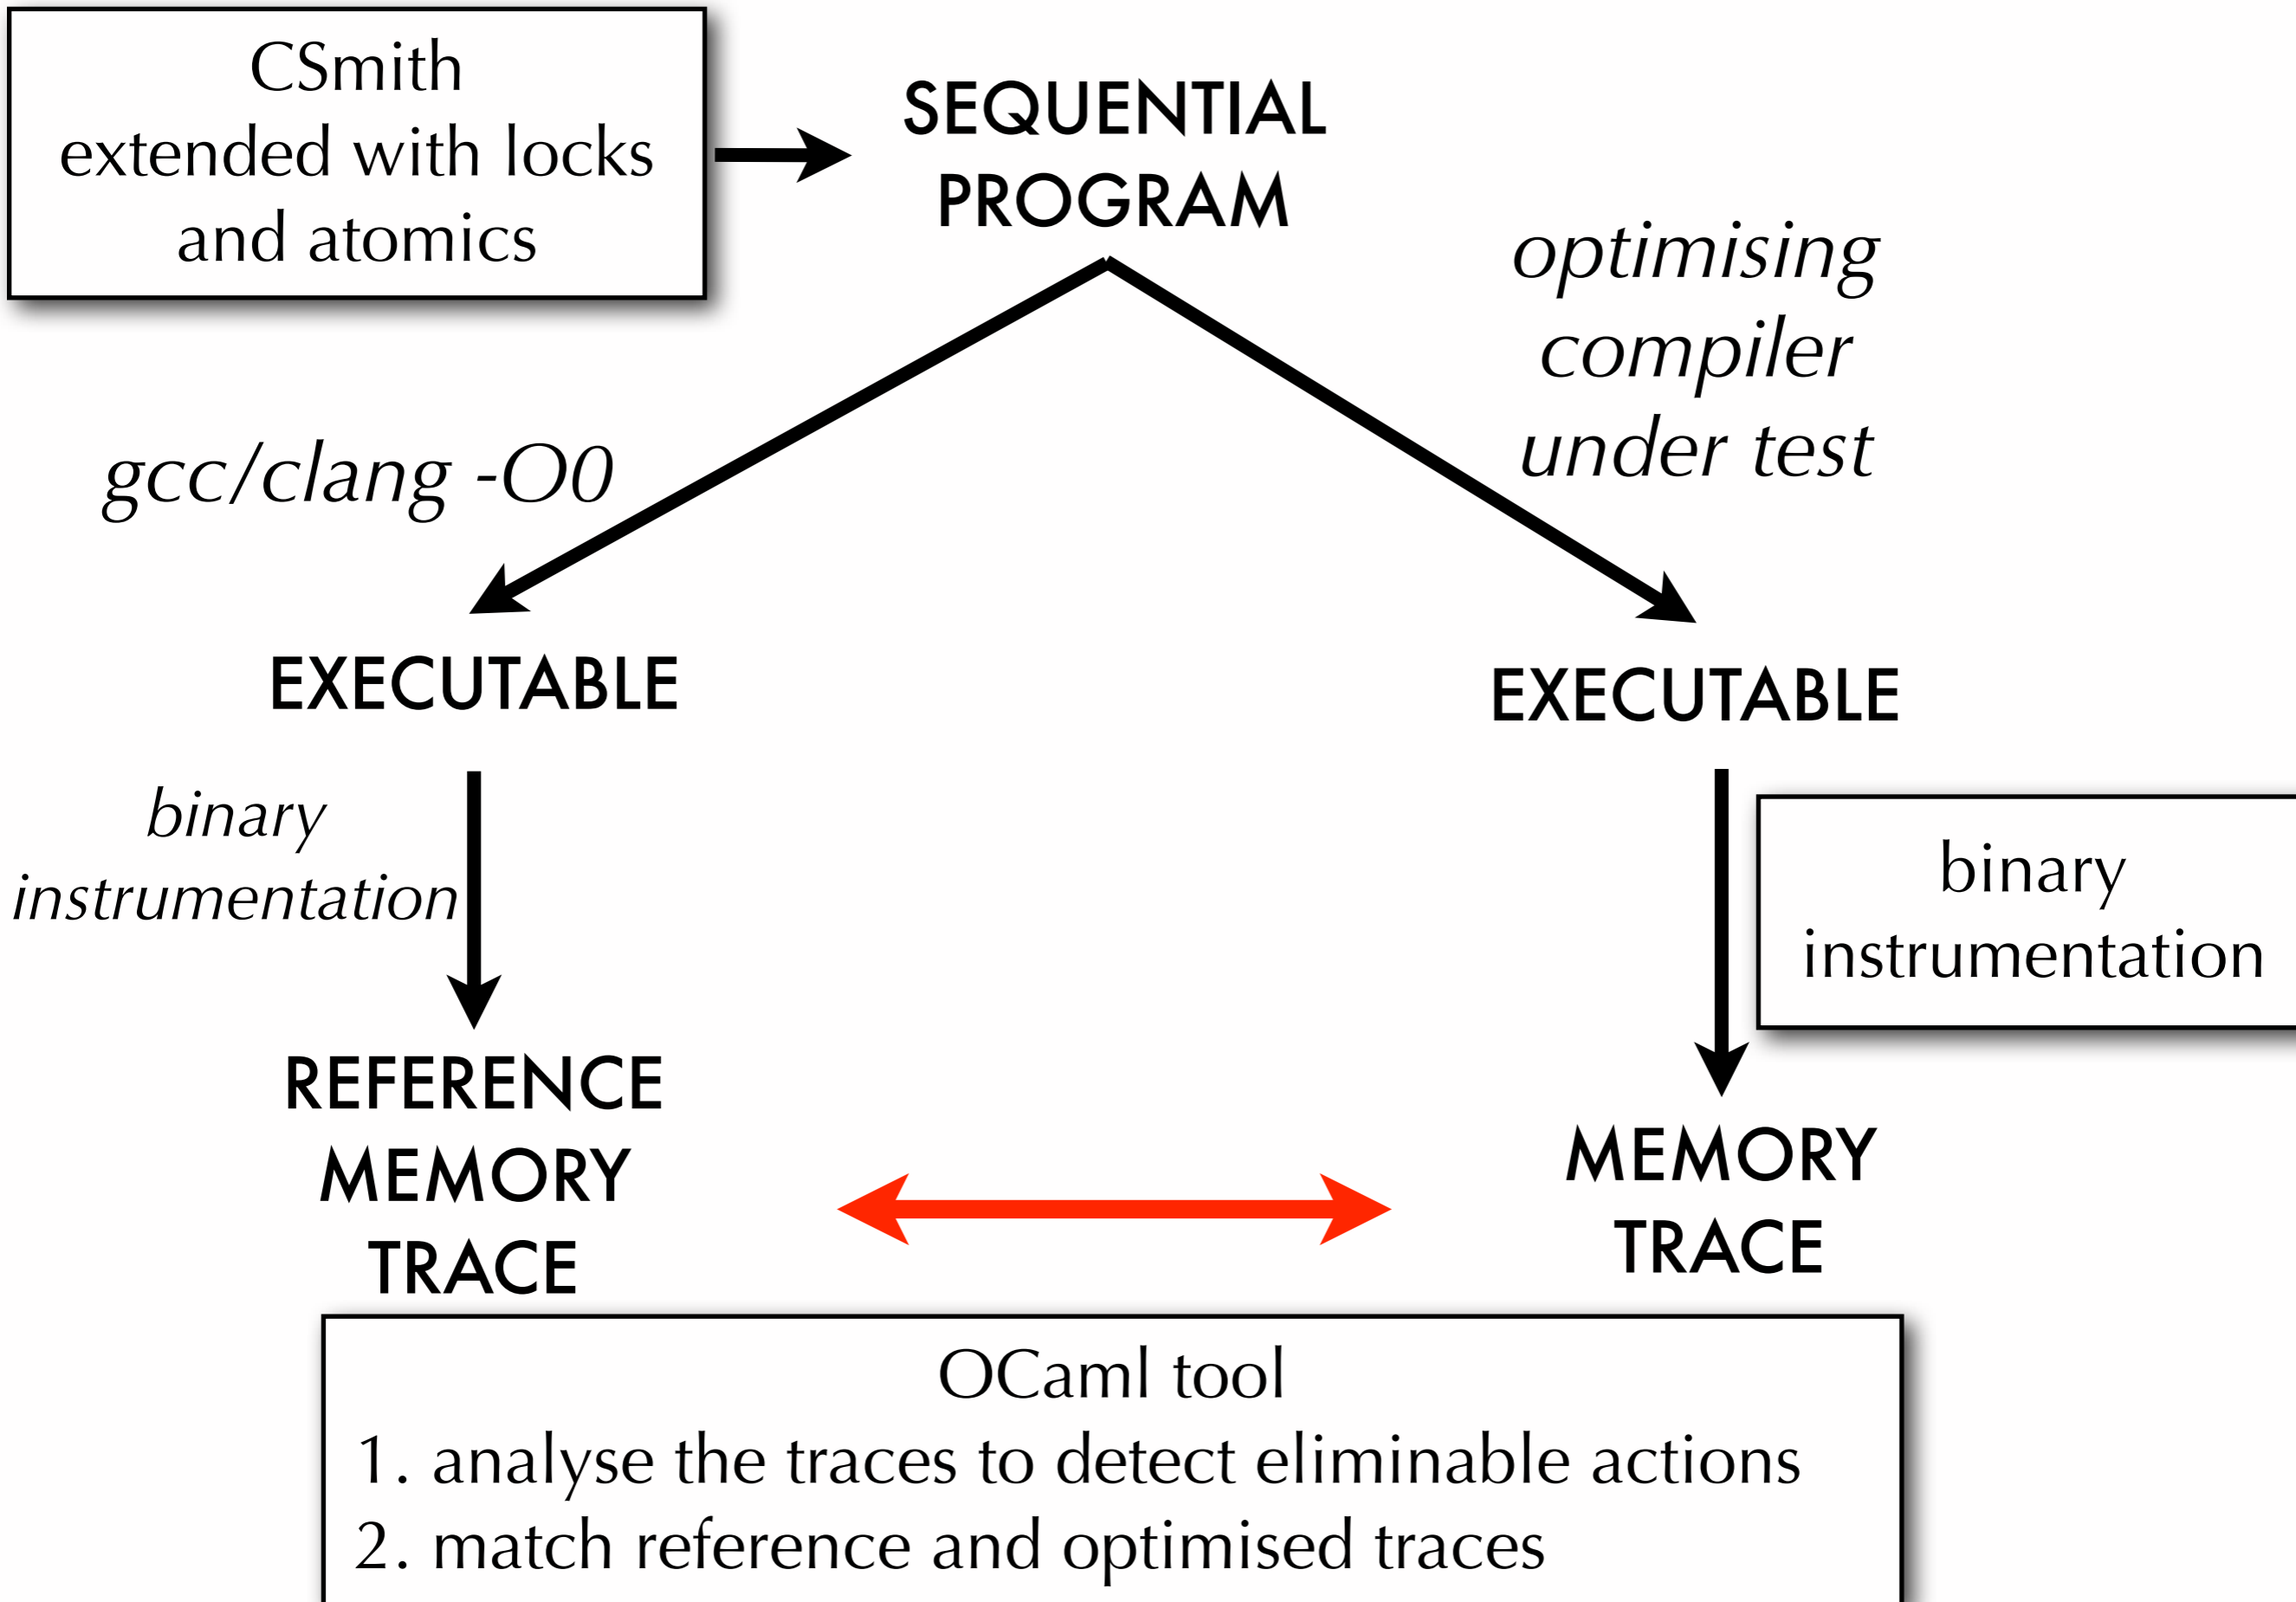 CSmith
extended with locks
and atomics
SEQUENTIAL
PROGRAM
optimising
compiler
under test
gcc/clang -O0
EXECUTABLE
EXECUTABLE
binary
instrumentation
binary
instrumentation
REFERENCE
MEMORY
TRACE
MEMORY
TRACE
OCaml tool
1. analyse the traces to detect eliminable actions
2. match reference and optimised traces